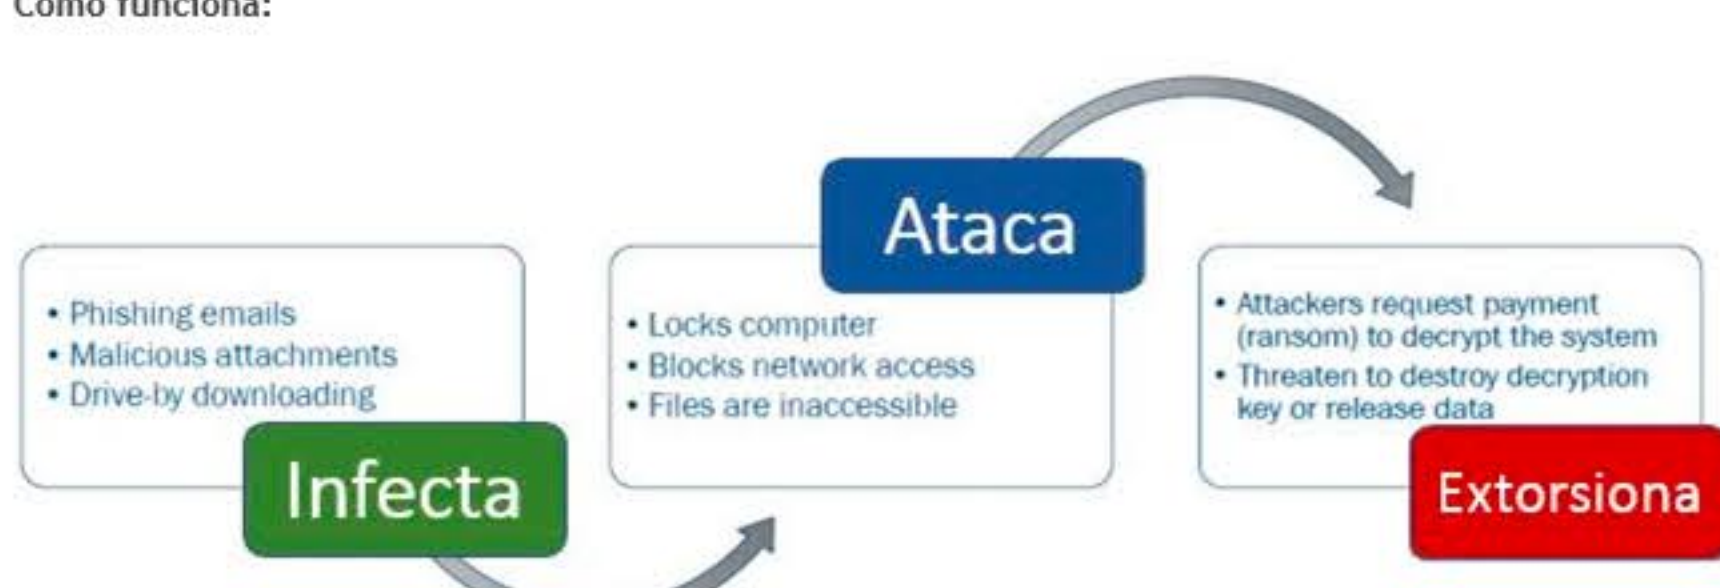 Como funciona:
• Phishing emails
• Malicious attachments
• Drive-by downloading
Infecta
Ataca
• Locks computer
• Blocks network access
• Files are inaccessible
• Attackers request payment
(ransom) to decrypt the system
• Threaten to destroy decryption
key or release data
Extorsiona